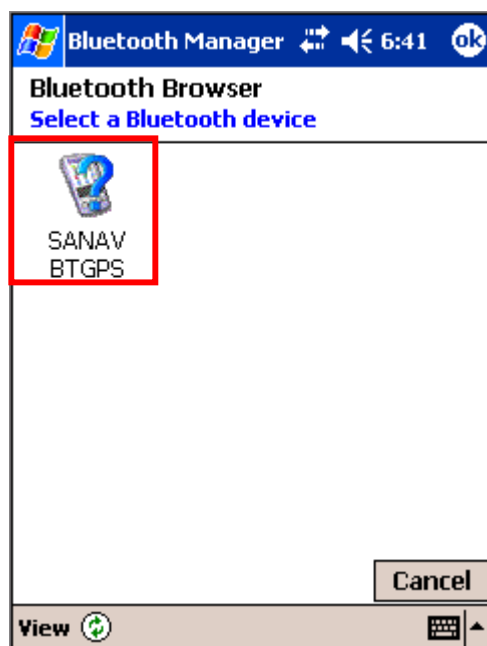 Bluetooth Manager 6:41 ok
Bluetooth Browser
Select a Bluetooth device
SANAV
BTGPS
Cancel
View